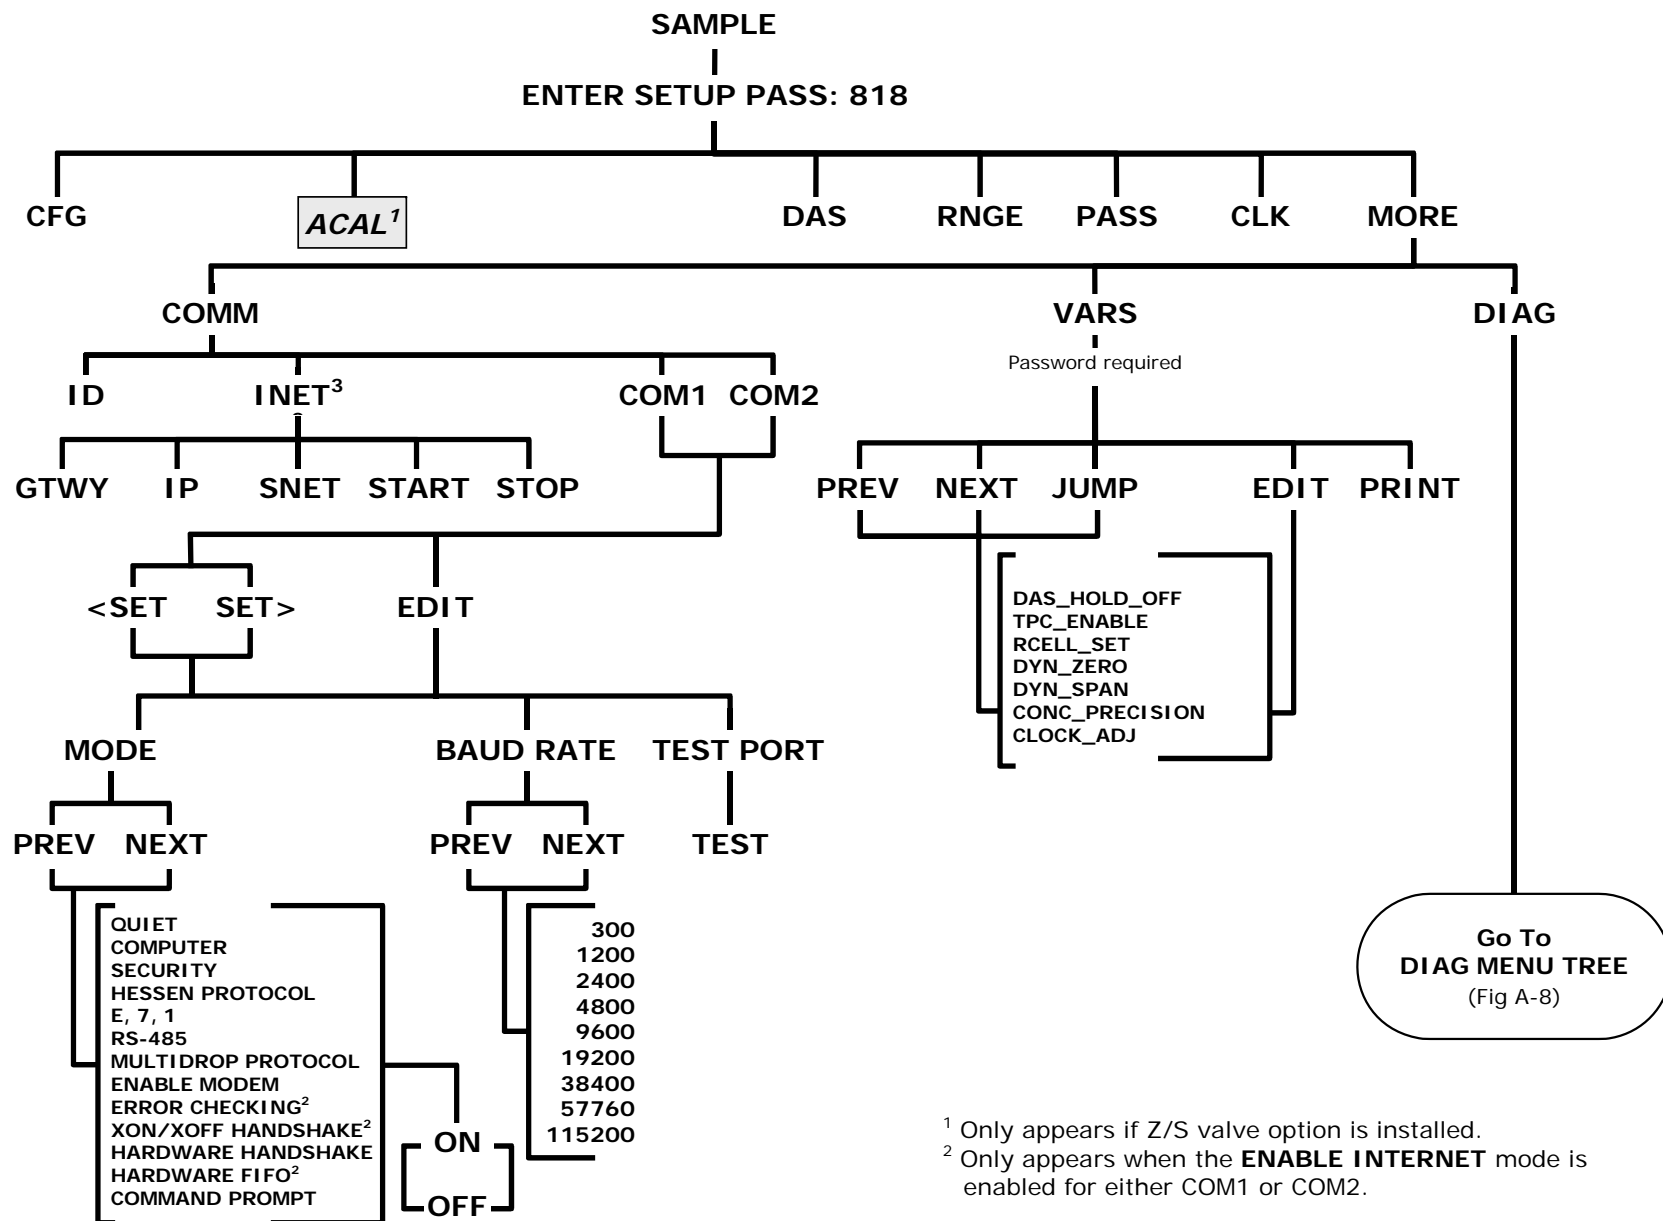 SAMPLE
ENTER SETUP PASS: 818
CFG ACAL¹ DAS RNGE PASS CLK MORE
COMM VARS DIAG
Password required
ID INET³ COM1 COM2
GTWY IP SNET START STOP
PREV NEXT JUMP EDIT PRINT
<SET SET> EDIT
DAS_HOLD_OFF
TPC_ENABLE
RCELL_SET
DYN_ZERO
DYN_SPAN
CONC_PRECISION
CLOCK_ADJ
MODE BAUD RATE TEST PORT
PREV NEXT PREV NEXT TEST
QUIET
COMPUTER
SECURITY
HESSEN PROTOCOL
E, 7, 1
RS-485
MULTIDROP PROTOCOL
ENABLE MODEM
ERROR CHECKING²
XON/XOFF HANDSHAKE²
HARDWARE HANDSHAKE
HARDWARE FIFO²
COMMAND PROMPT
ON
OFF
300
1200
2400
4800
9600
19200
38400
57760
115200
Go To
DIAG MENU TREE
(Fig A-8)
¹ Only appears if Z/S valve option is installed.
² Only appears when the ENABLE INTERNET mode is
enabled for either COM1 or COM2.